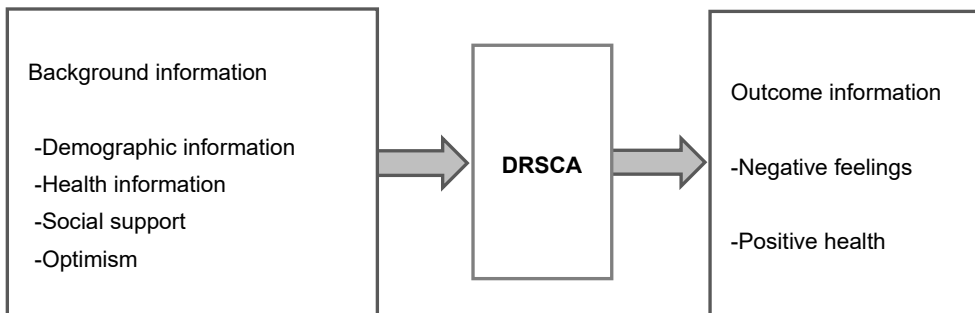 Background information
-Demographic information
-Health information
-Social support
-Optimism
DRSCA
Outcome information
-Negative feelings
-Positive health